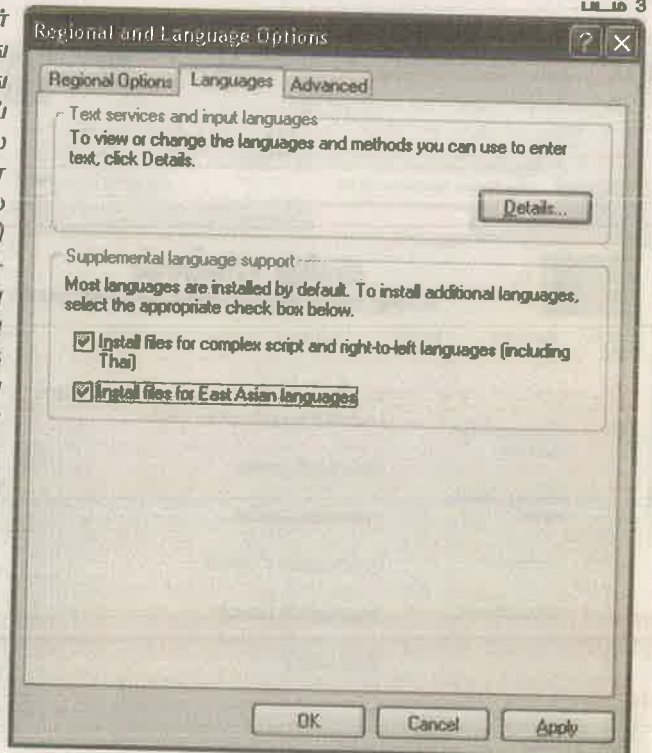 படம் 3
Regional and Language Options
Regional Options
Languages
Advanced
Text services and input languages
To view or change the languages and methods you can use to enter
text, click Details.
Details...
Supplemental language support
Most languages are installed by default. To install additional languages,
select the appropriate check box below.
Install files for complex script and right-to-left languages (including
Thai)
Install files for East Asian languages
OK
Cancel
Apply